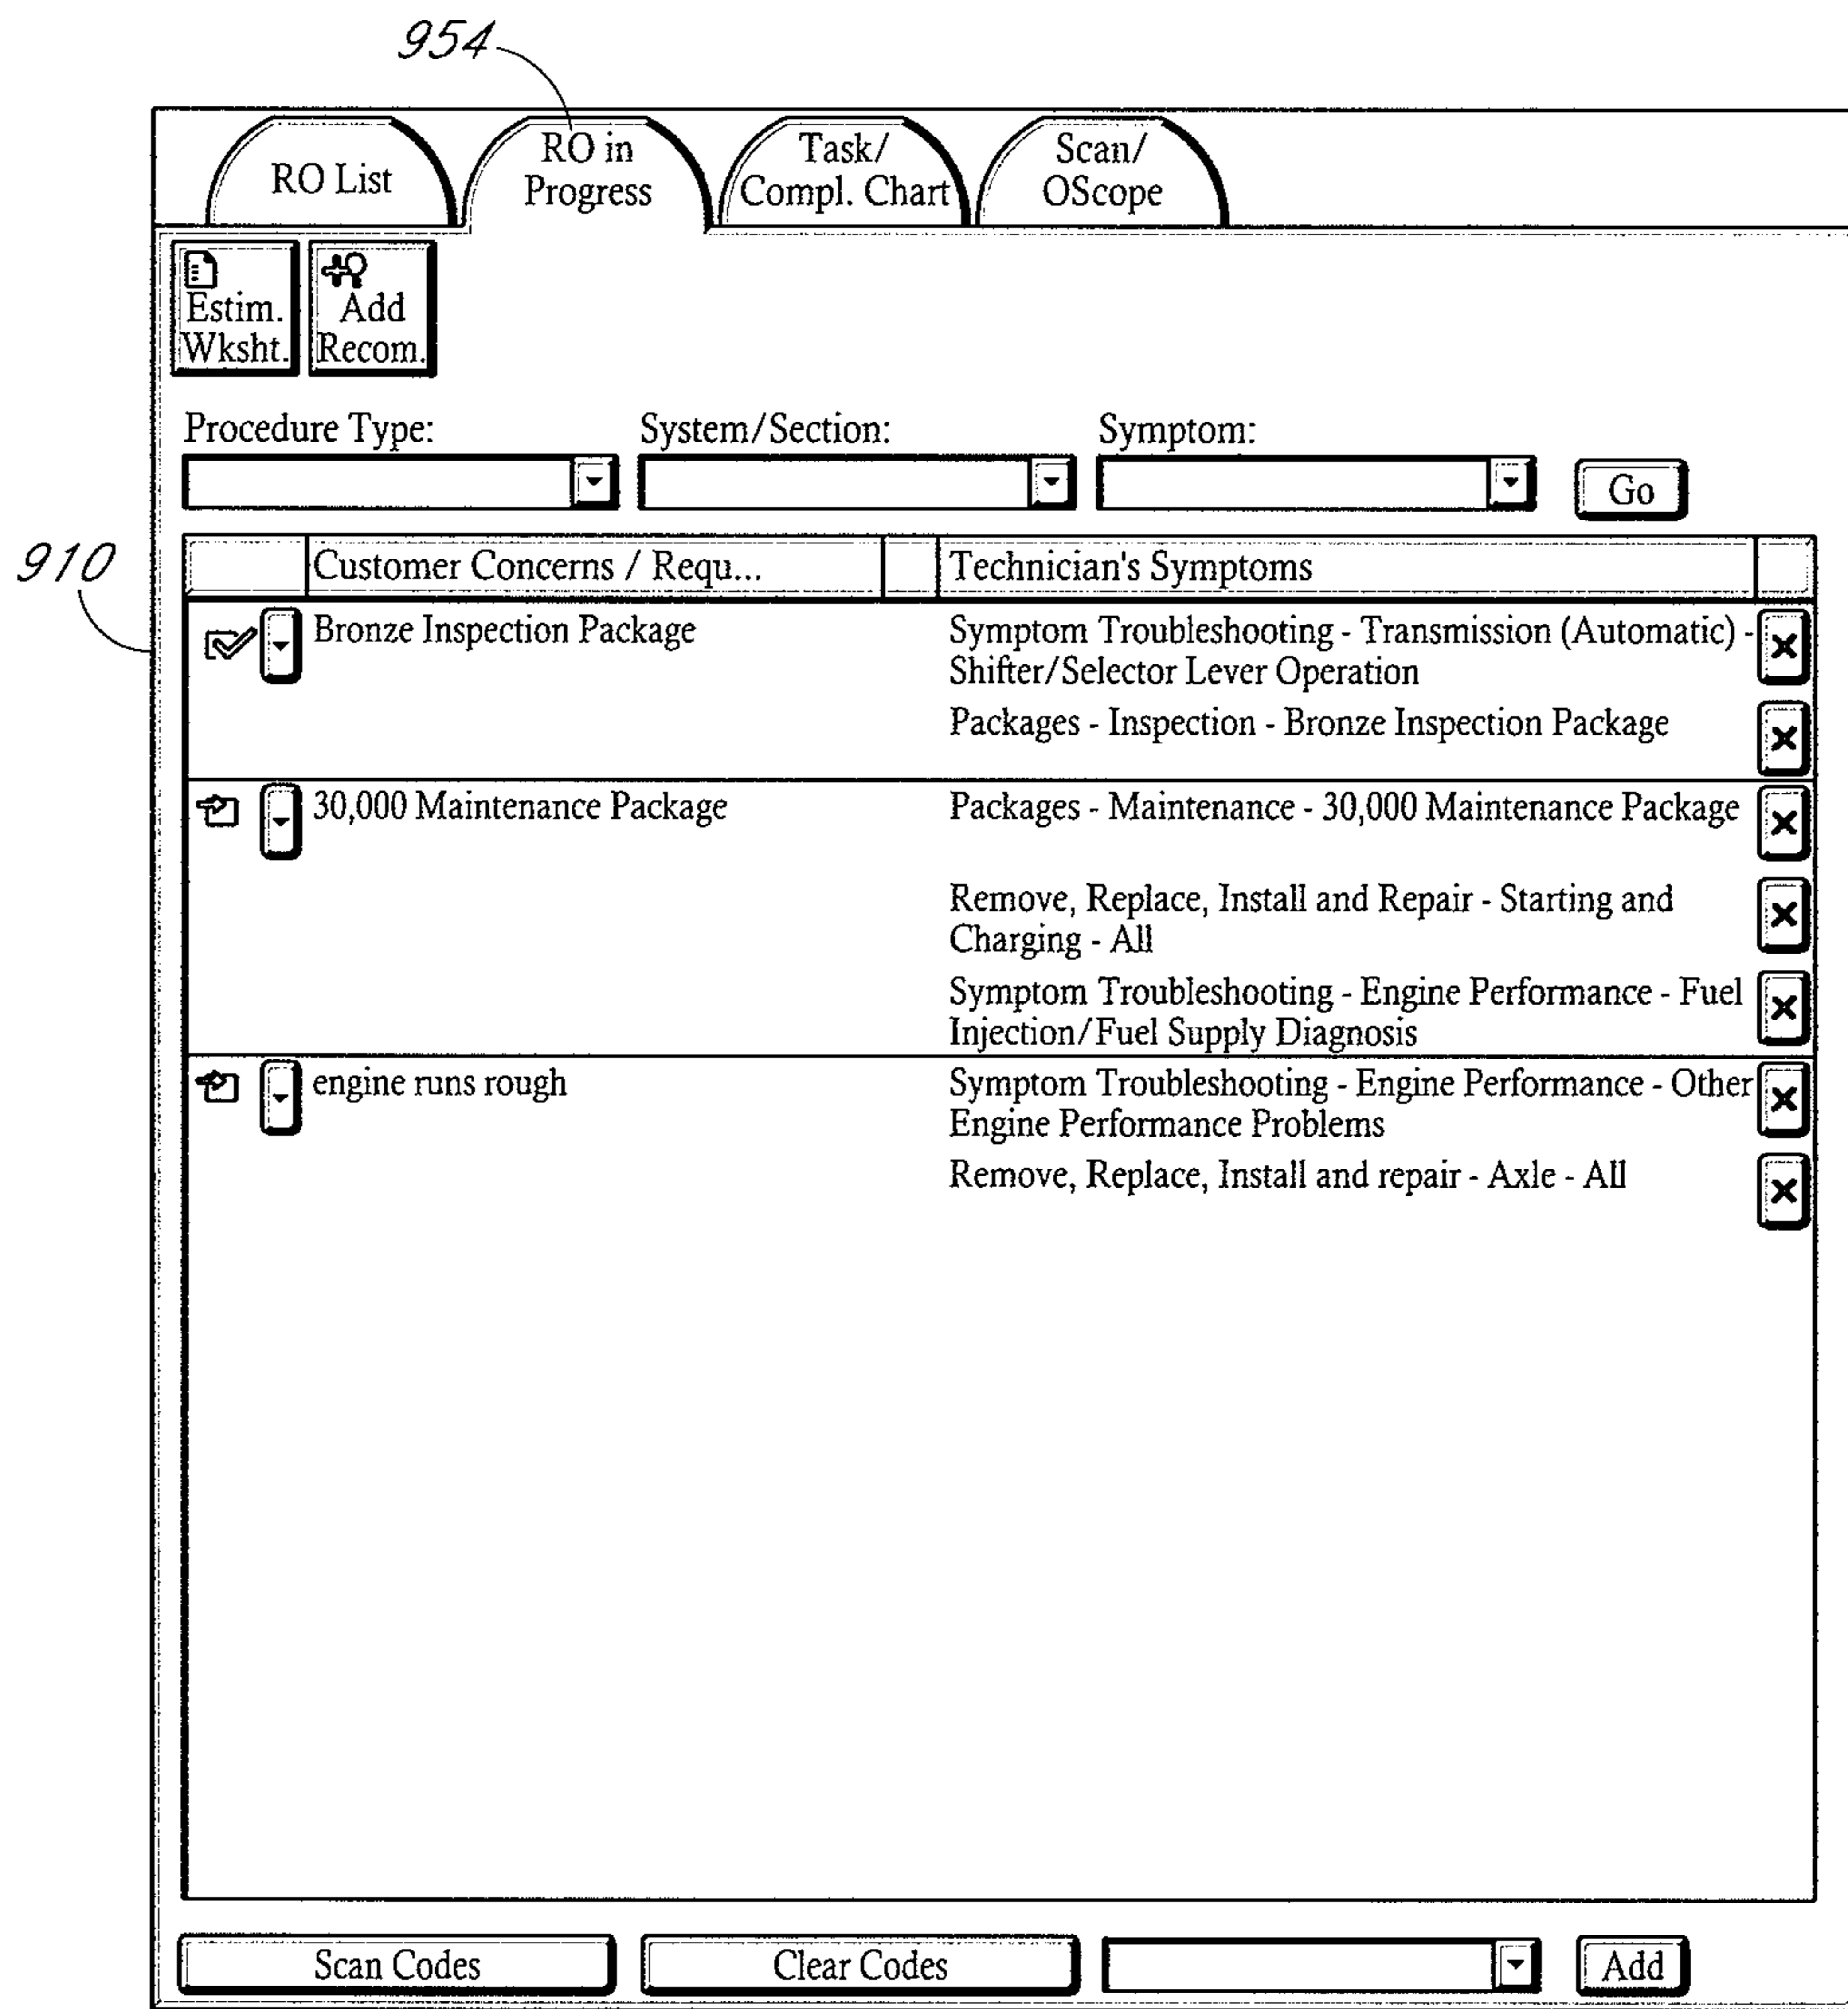 954
RO List
RO in
Progress
Task/
Compl. Chart
Scan/
OScope
Estim.
Wksht.
Add
Recom.
Procedure Type:
System/Section:
Symptom:
Go
910
Customer Concerns / Requ...
Technician's Symptoms
Bronze Inspection Package
Symptom Troubleshooting - Transmission (Automatic) -
Shifter/Selector Lever Operation
Packages - Inspection - Bronze Inspection Package
30,000 Maintenance Package
Packages - Maintenance - 30,000 Maintenance Package
Remove, Replace, Install and Repair - Starting and
Charging - All
Symptom Troubleshooting - Engine Performance - Fuel
Injection/Fuel Supply Diagnosis
engine runs rough
Symptom Troubleshooting - Engine Performance - Other
Engine Performance Problems
Remove, Replace, Install and repair - Axle - All
Scan Codes
Clear Codes
Add